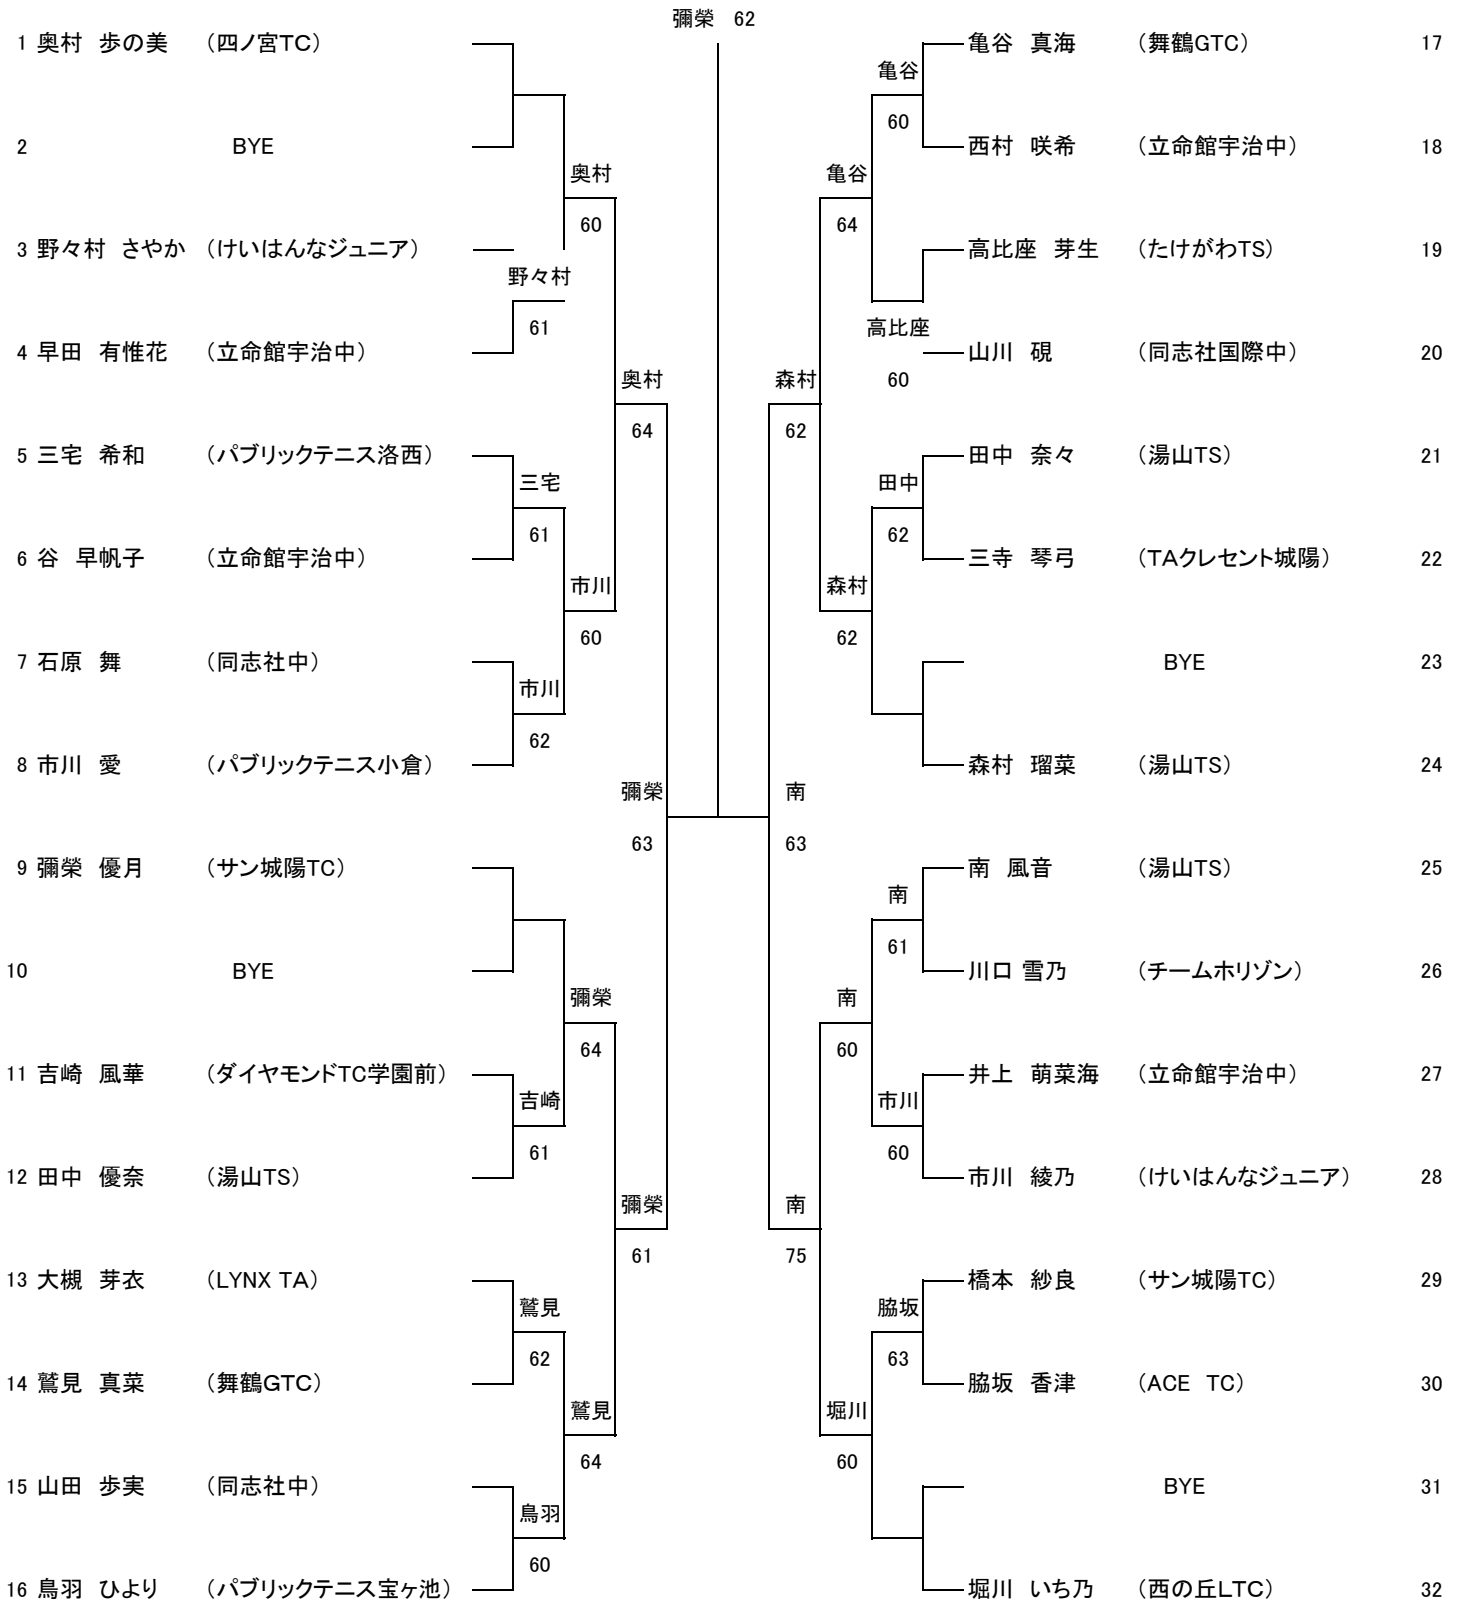 彌榮　62
1 奥村　歩の美　（四ノ宮TC）
亀谷　真海　（舞鶴GTC）　17
亀谷
60
2　BYE
西村　咲希　（立命館宇治中）　18
奥村
亀谷
60
64
3 野々村　さやか　（けいはんなジュニア）
高比座　芽生　（たけがわTS）　19
野々村
61
高比座
4 早田　有惟花　（立命館宇治中）
山川　硯　（同志社国際中）　20
奥村
森村
60
64
62
5 三宅　希和　（パブリックテニス洛西）
田中　奈々　（湯山TS）　21
三宅
田中
61
62
6 谷　早帆子　（立命館宇治中）
三寺　琴弓　（TAクレセント城陽）　22
市川
森村
60
62
7 石原　舞　（同志社中）
BYE　23
市川
62
8 市川　愛　（パブリックテニス小倉）
森村　瑠菜　（湯山TS）　24
彌榮
南
63
63
9 彌榮　優月　（サン城陽TC）
南　風音　（湯山TS）　25
南
61
10　BYE
川口 雪乃　（チームホリゾン）　26
彌榮
南
64
60
11 吉崎　風華　（ダイヤモンドTC学園前）
井上　萌菜海　（立命館宇治中）　27
吉崎
市川
61
60
12 田中　優奈　（湯山TS）
市川　綾乃　（けいはんなジュニア）　28
彌榮
南
61
75
13 大槻　芽衣　（LYNX TA）
橋本　紗良　（サン城陽TC）　29
鷲見
脇坂
62
63
14 鷲見　真菜　（舞鶴GTC）
脇坂　香津　（ACE　TC）　30
鷲見
堀川
64
60
15 山田　歩実　（同志社中）
BYE　31
鳥羽
60
16 鳥羽　ひより　（パブリックテニス宝ヶ池）
堀川　いち乃　（西の丘LTC）　32